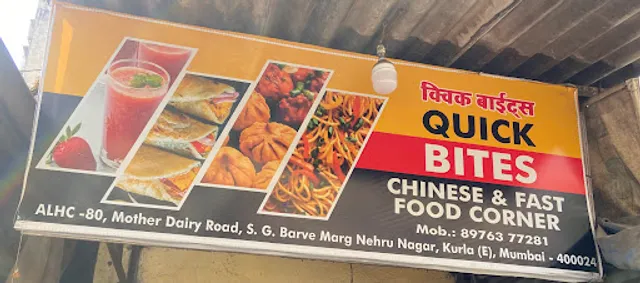 क्विक बाईट्स
QUICK
BITES
CHINESE & FAST
FOOD CORNER
Mob.: 89763 77281
ALHC -80, Mother Dairy Road, S. G. Barve Marg Nehru Nagar, Kurla (E), Mumbai - 400024